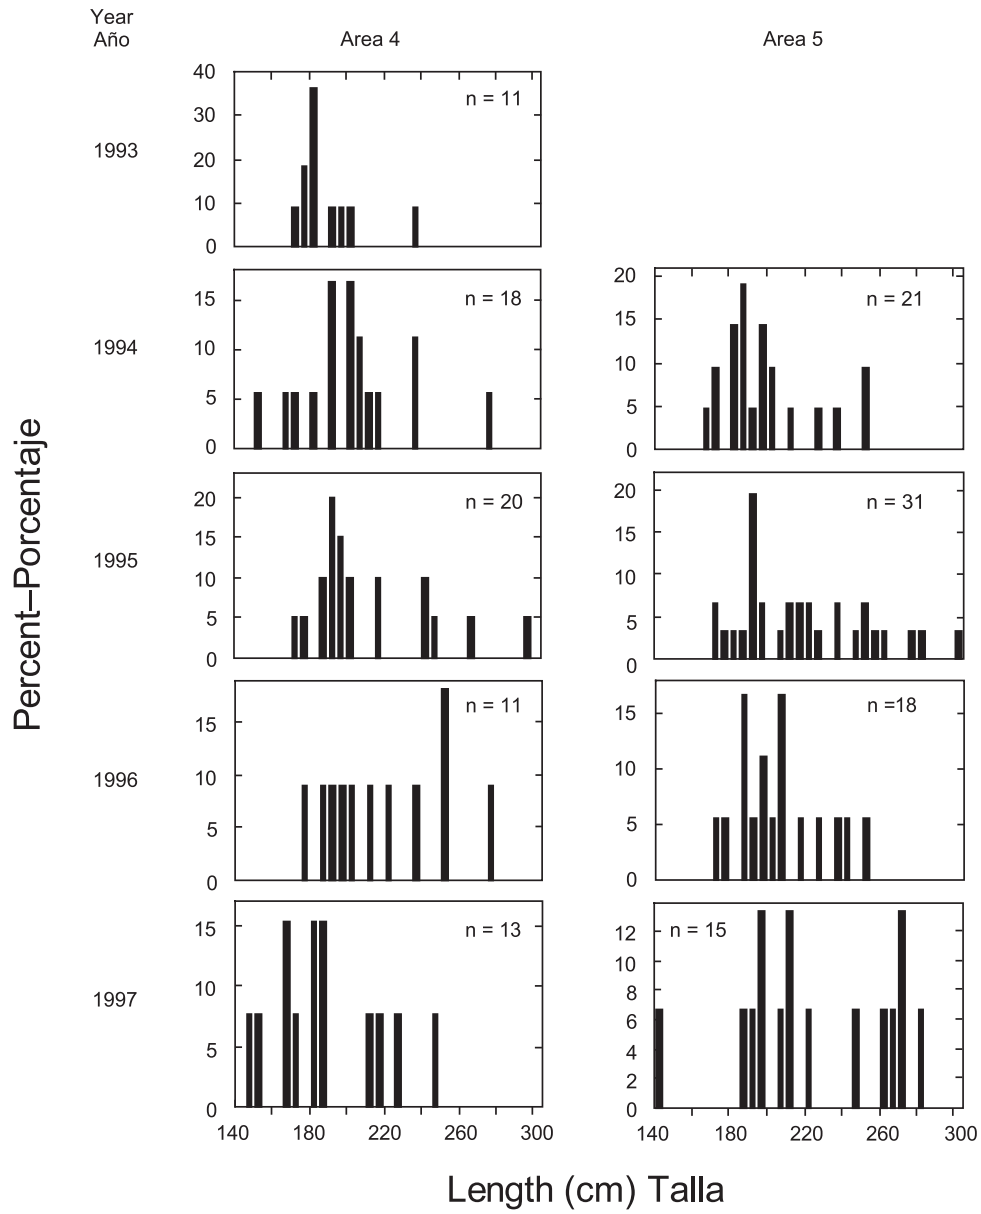 Year
Año
Area 4
Area 5
Percent–Porcentaje
1993
40
30
20
10
0
n = 11
1994
15
10
5
0
n = 18
20
15
10
5
0
n = 21
1995
20
15
10
5
0
n = 20
20
15
10
5
0
n = 31
1996
15
10
5
0
n = 11
15
10
5
0
n =18
1997
15
10
5
0
n = 13
12
10
8
6
4
2
0
n = 15
140 180 220 260 300
140 180 220 260 300
Length (cm) Talla